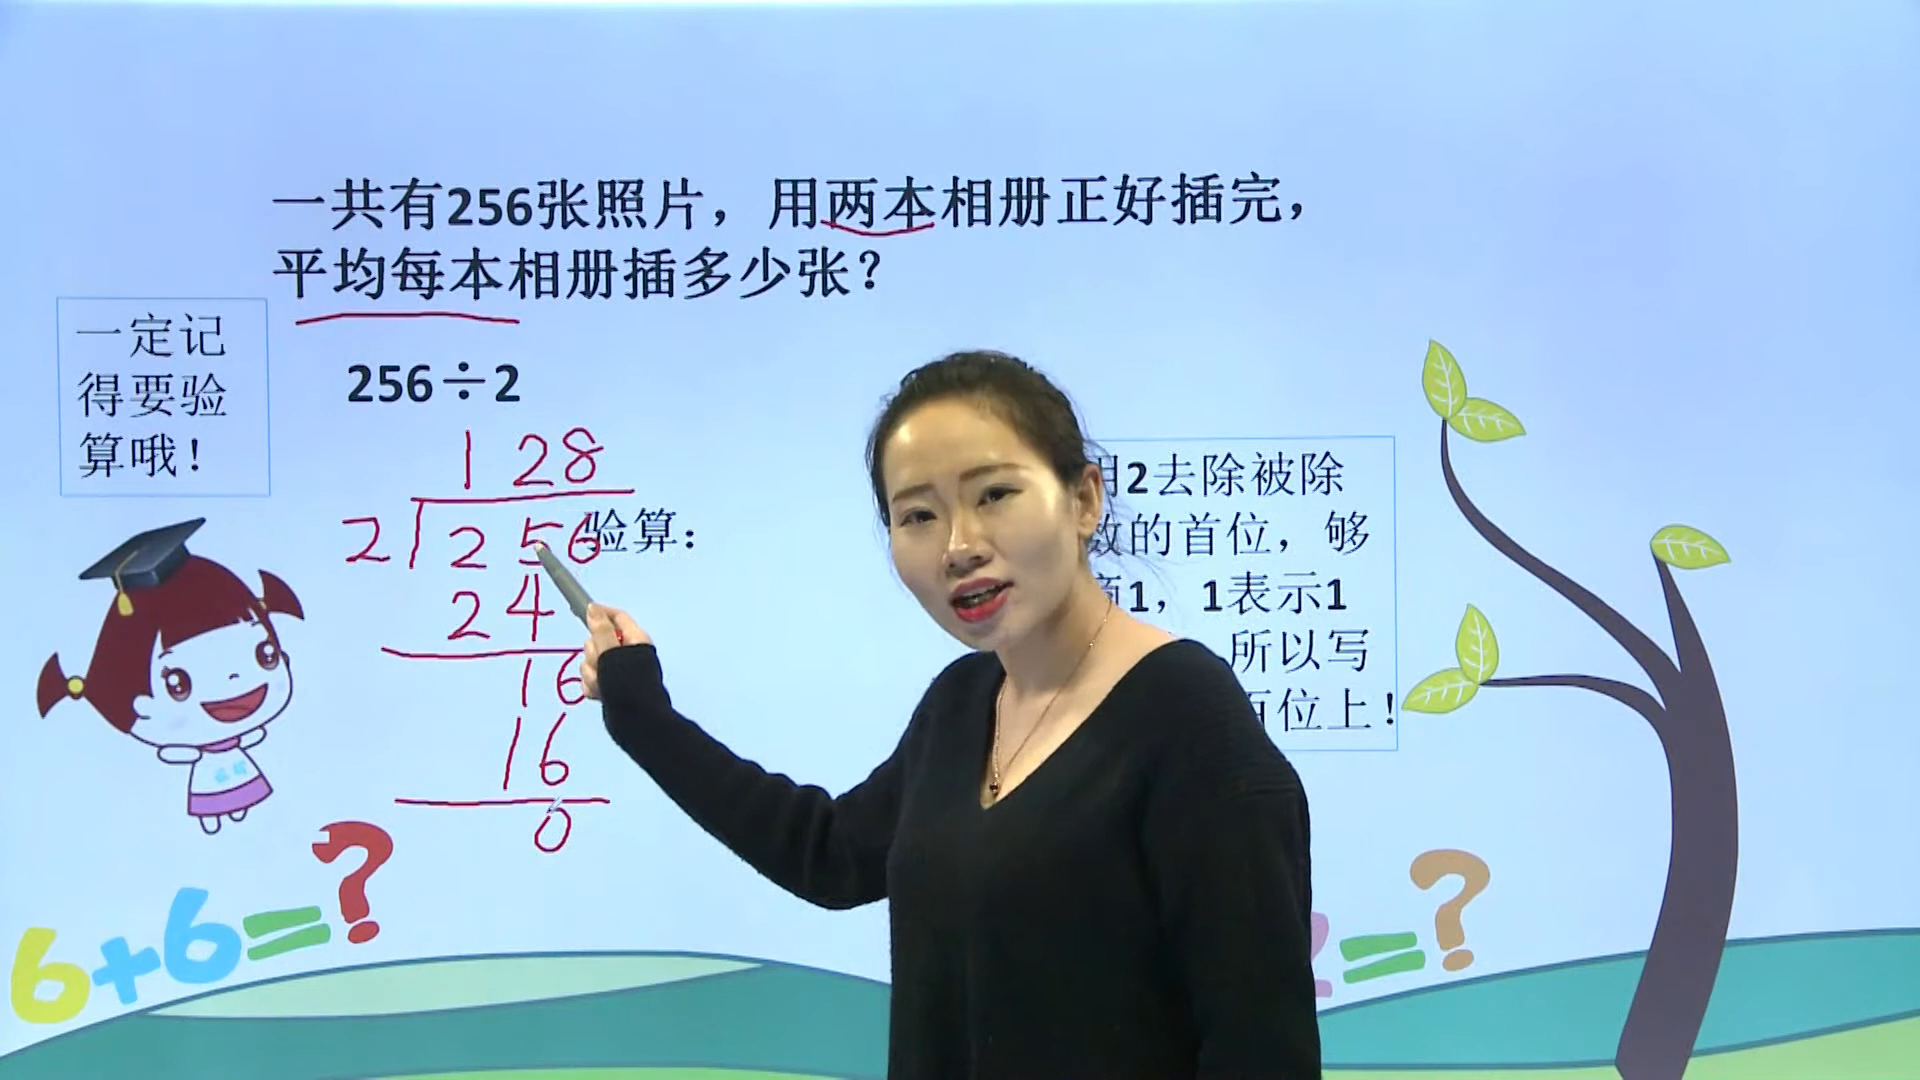 一共有256张照片，用两本相册正好插完，
平均每本相册插多少张？
一定记
得要验
算哦！
256÷2
128
2 256
24
16
16
0
验算：
用2去除被除
数的首位，够
商1，1表示1
所以写
百位上！
6+6=?
2=?